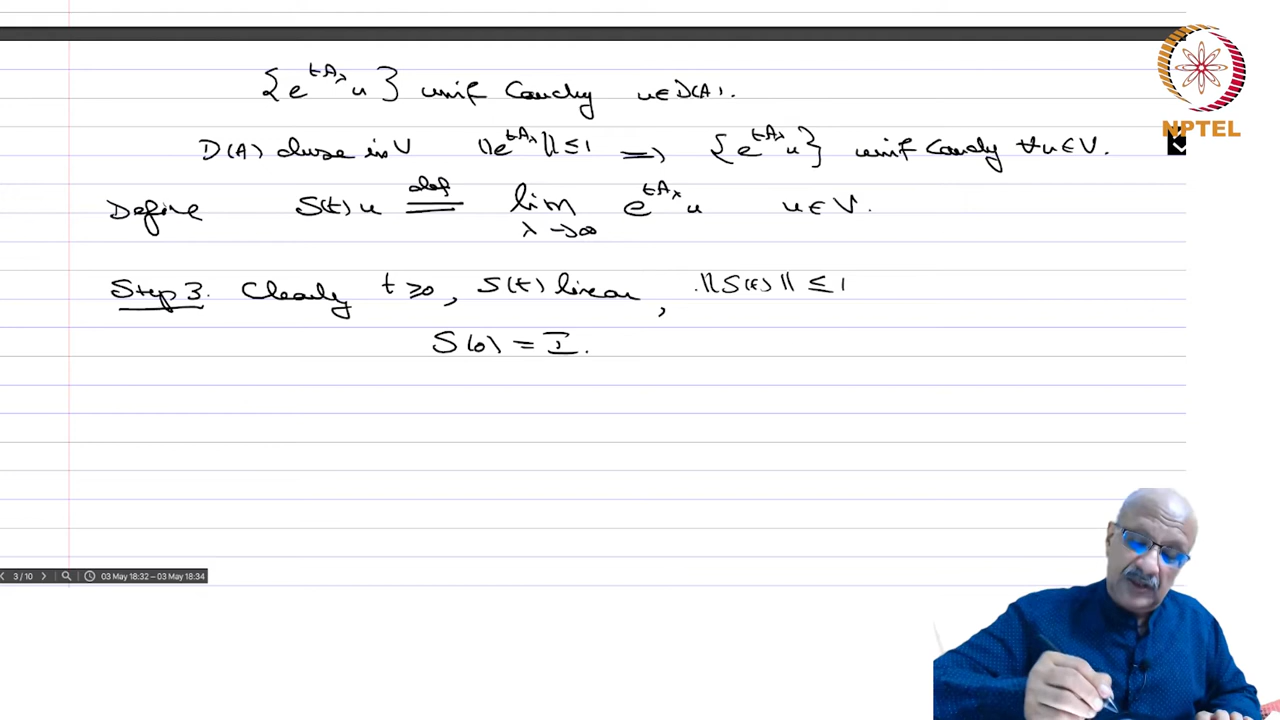 {e^{tA_λ} u} unif Cauchy u∈D(A).
D(A) dense in V ||e^{tA_λ}|| ≤ 1 ⟹ {e^{tA_λ} u} unif Cauchy ∀u∈V.
Define S(t)u def= lim_{λ→∞} e^{tA_λ} u u∈V.
Step 3. Clearly t ≥ 0, S(t) linear, ||S(t)|| ≤ 1
S(0) = I.
NPTEL
3 / 10 03 May 18:32 – 03 May 18:34